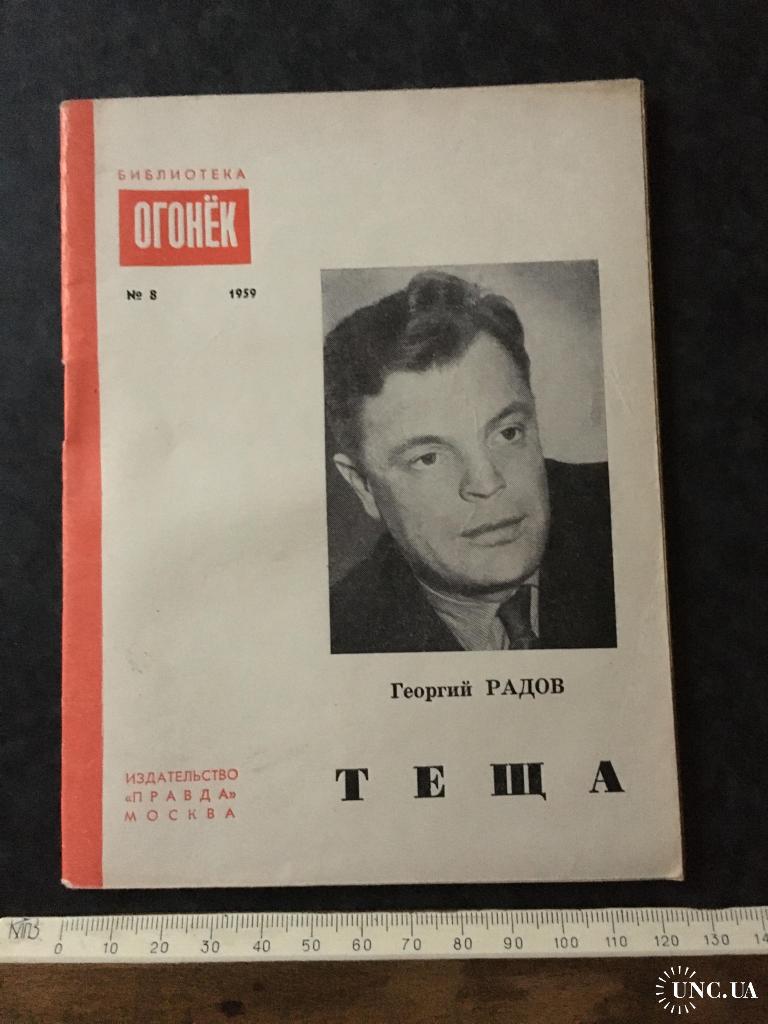 БИБЛИОТЕКА
ОГОНЁК
№ 8 1959
Георгий РАДОВ
ТЕЩА
ИЗДАТЕЛЬСТВО
«ПРАВДА»
МОСКВА
0 10 20 30 40 50 60 70 80 90 100 110 120 130 14
UNC.UA